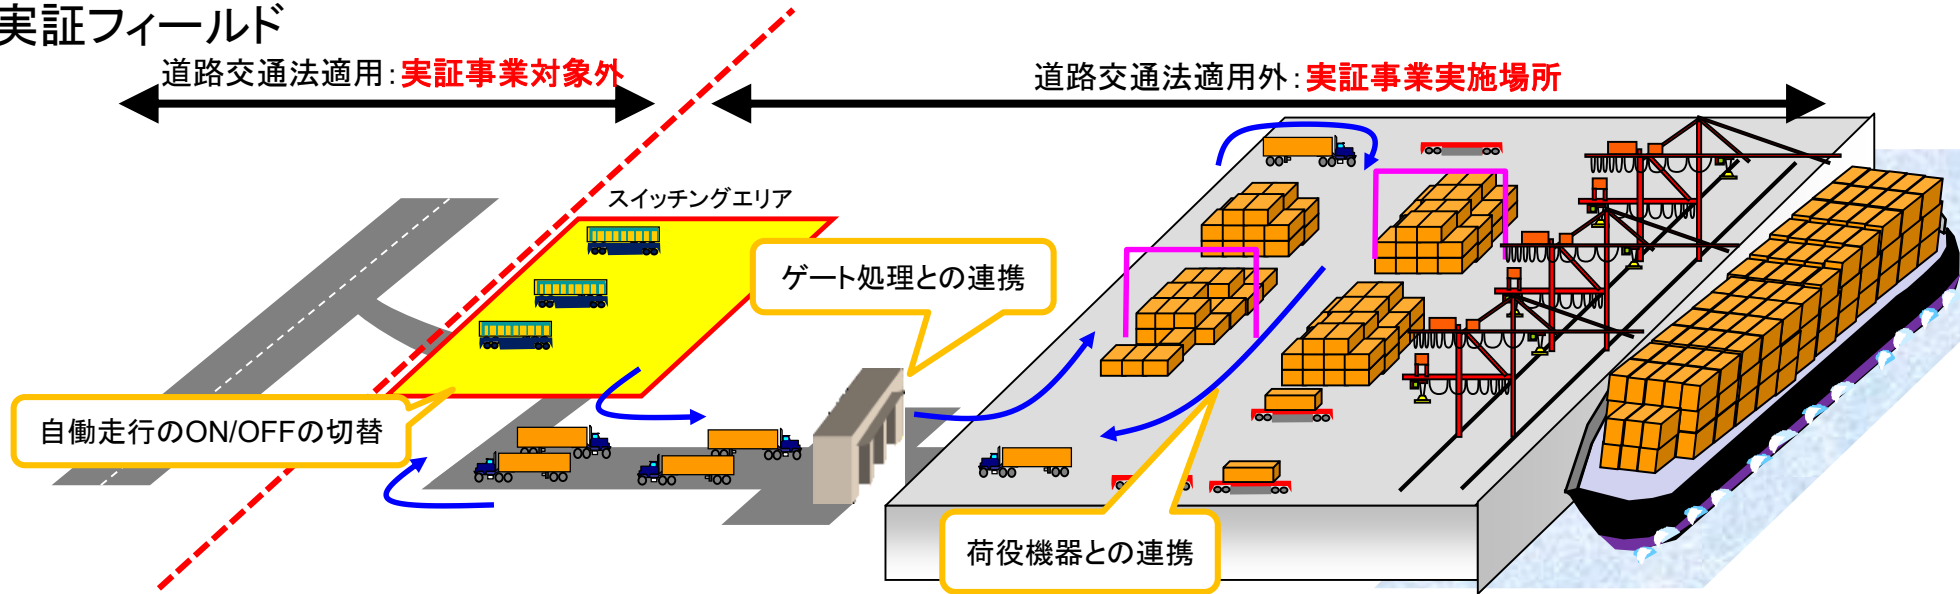 実証フィールド
道路交通法適用：実証事業対象外
道路交通法適用外：実証事業実施場所
スイッチングエリア
ゲート処理との連携
自働走行のON/OFFの切替
荷役機器との連携